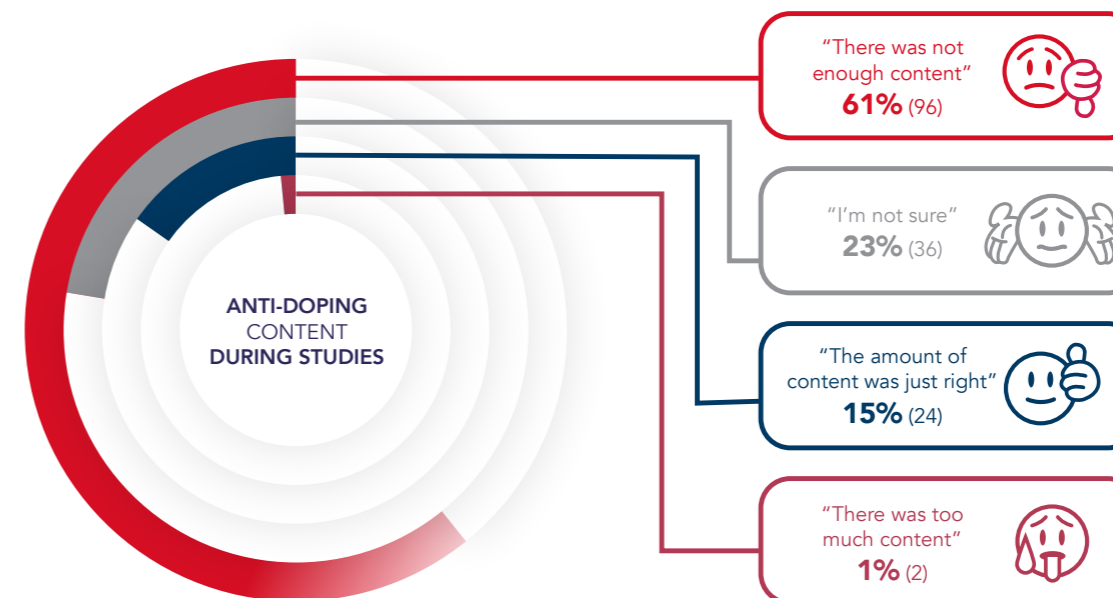 ANTI-DOPING
CONTENT
DURING STUDIES
“There was not
enough content”
61% (96)
“I’m not sure”
23% (36)
“The amount of
content was just right”
15% (24)
“There was too
much content”
1% (2)